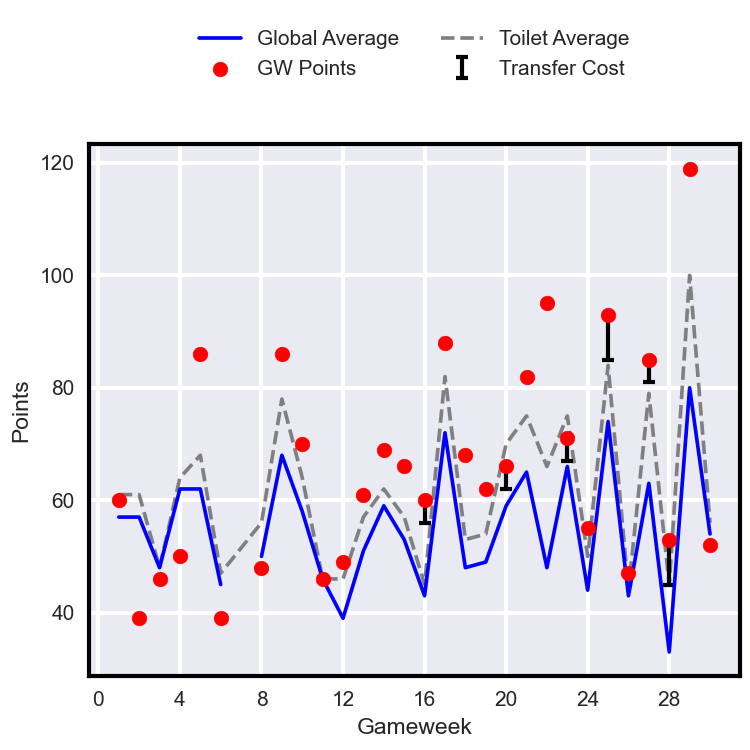 Global Average Toilet Average
GW Points Transfer Cost
120
100
80
60
40
Points
0 4 8 12 16 20 24 28
Gameweek